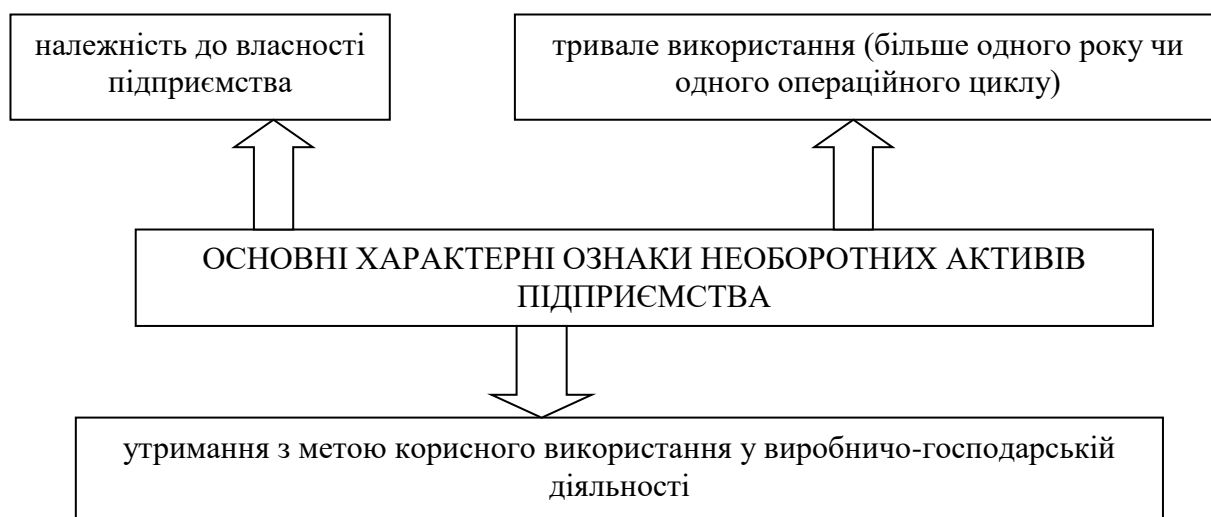 належність до власності
підприємства
тривале використання (більше одного року чи
одного операційного циклу)
ОСНОВНІ ХАРАКТЕРНІ ОЗНАКИ НЕОБОРОТНИХ АКТИВІВ
ПІДПРИЄМСТВА
утримання з метою корисного використання у виробничо-господарській
діяльності